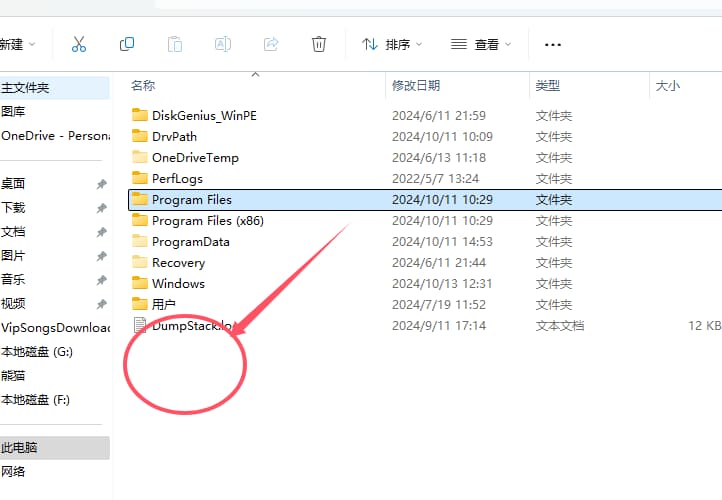 新建 排序 查看 ...
名称 修改日期 类型 大小
主文件夹
图库
OneDrive - Persona
桌面
下载
文档
图片
音乐
视频
VipSongsDownload
本地磁盘 (G:)
熊猫
本地磁盘 (F:)
此电脑
网络
DiskGenius_WinPE 2024/6/11 21:59 文件夹
DrvPath 2024/10/11 10:09 文件夹
OneDriveTemp 2024/6/13 11:18 文件夹
PerfLogs 2022/5/7 13:24 文件夹
Program Files 2024/10/11 10:29 文件夹
Program Files (x86) 2024/10/11 10:29 文件夹
ProgramData 2024/10/11 14:53 文件夹
Recovery 2024/6/11 21:44 文件夹
Windows 2024/10/13 12:31 文件夹
用户 2024/7/19 11:52 文件夹
DumpStack.lo 2024/9/11 17:14 文本文档 12 KB